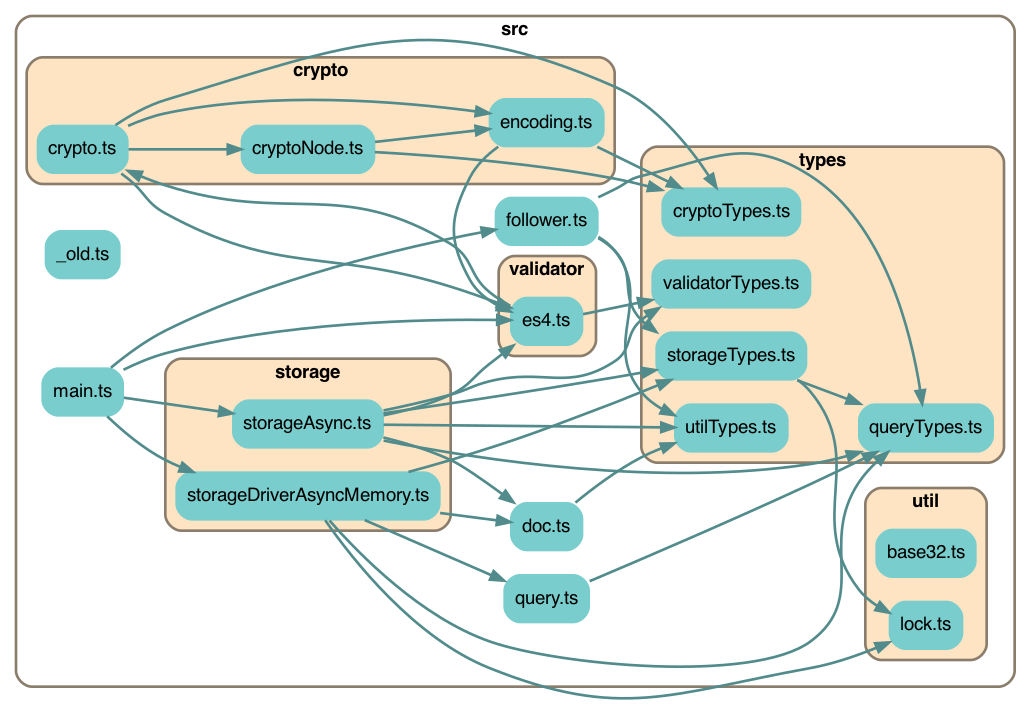 src
crypto
crypto.ts
cryptoNode.ts
encoding.ts
types
cryptoTypes.ts
validatorTypes.ts
storageTypes.ts
utilTypes.ts
queryTypes.ts
_old.ts
follower.ts
validator
es4.ts
main.ts
storage
storageAsync.ts
storageDriverAsyncMemory.ts
doc.ts
query.ts
util
base32.ts
lock.ts